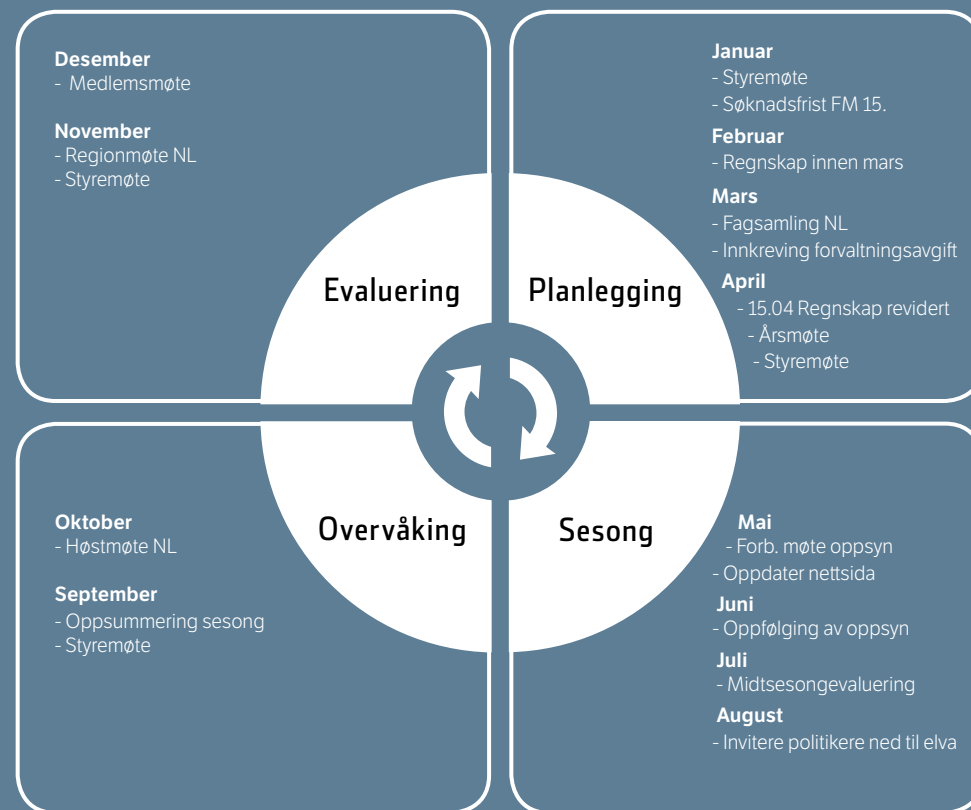 Desember
- Medlemsmøte
November
- Regionmøte NL
- Styremøte
Januar
- Styremøte
- Søknadsfrist FM 15.
Februar
- Regnskap innen mars
Mars
- Fagsamling NL
- Innkreving forvaltningsavgift
April
- 15.04 Regnskap revidert
- Årsmøte
- Styremøte
Evaluering
Planlegging
Overvåking
Sesong
Oktober
- Høstmøte NL
September
- Oppsummering sesong
- Styremøte
Mai
- Forb. møte oppsyn
- Oppdater nettsida
Juni
- Oppfølging av oppsyn
Juli
- Midtsesongevaluering
August
- Invitere politikere ned til elva